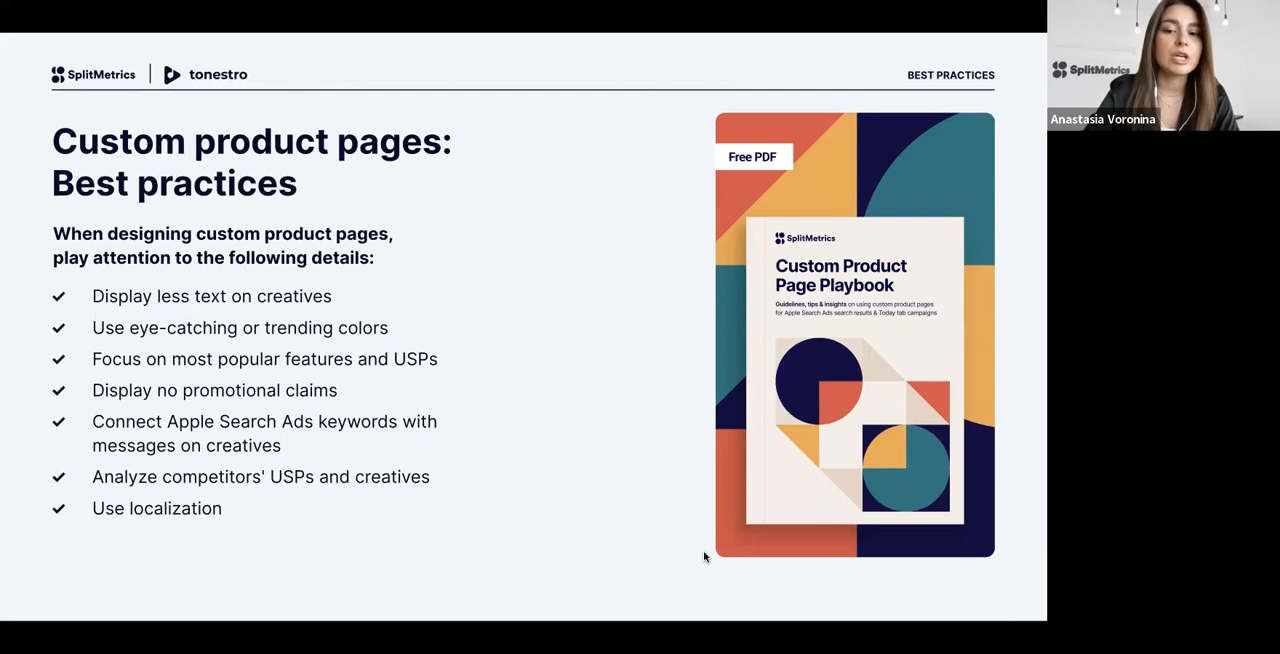 SplitMetrics
tonestro
BEST PRACTICES
Custom product pages:
Best practices
When designing custom product pages,
play attention to the following details:
Display less text on creatives
Use eye-catching or trending colors
Focus on most popular features and USPs
Display no promotional claims
Connect Apple Search Ads keywords with
messages on creatives
Analyze competitors' USPs and creatives
Use localization
Free PDF
SplitMetrics
Custom Product
Page Playbook
Guidelines, tips & insights on using custom product pages
for Apple Search Ads search results & Today tab campaigns
SplitMetrics
Anastasia Voronina